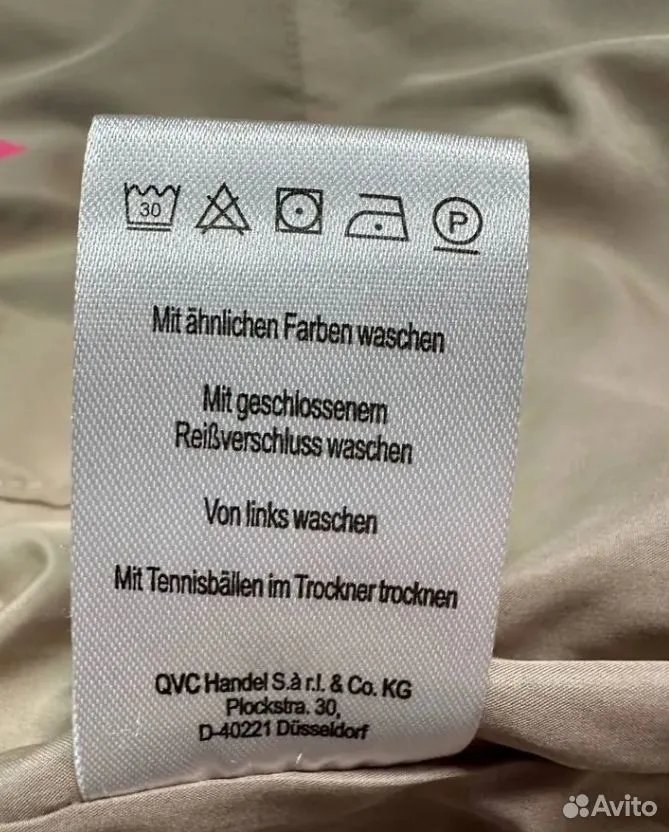 30
P
Mit ähnlichen Farben waschen
Mit geschlossenem
Reißverschluss waschen
Von links waschen
Mit Tennisbällen im Trockner trocknen
QVC Handel S.à r.l. & Co. KG
Plockstra. 30,
D-40221 Düsseldorf
Avito